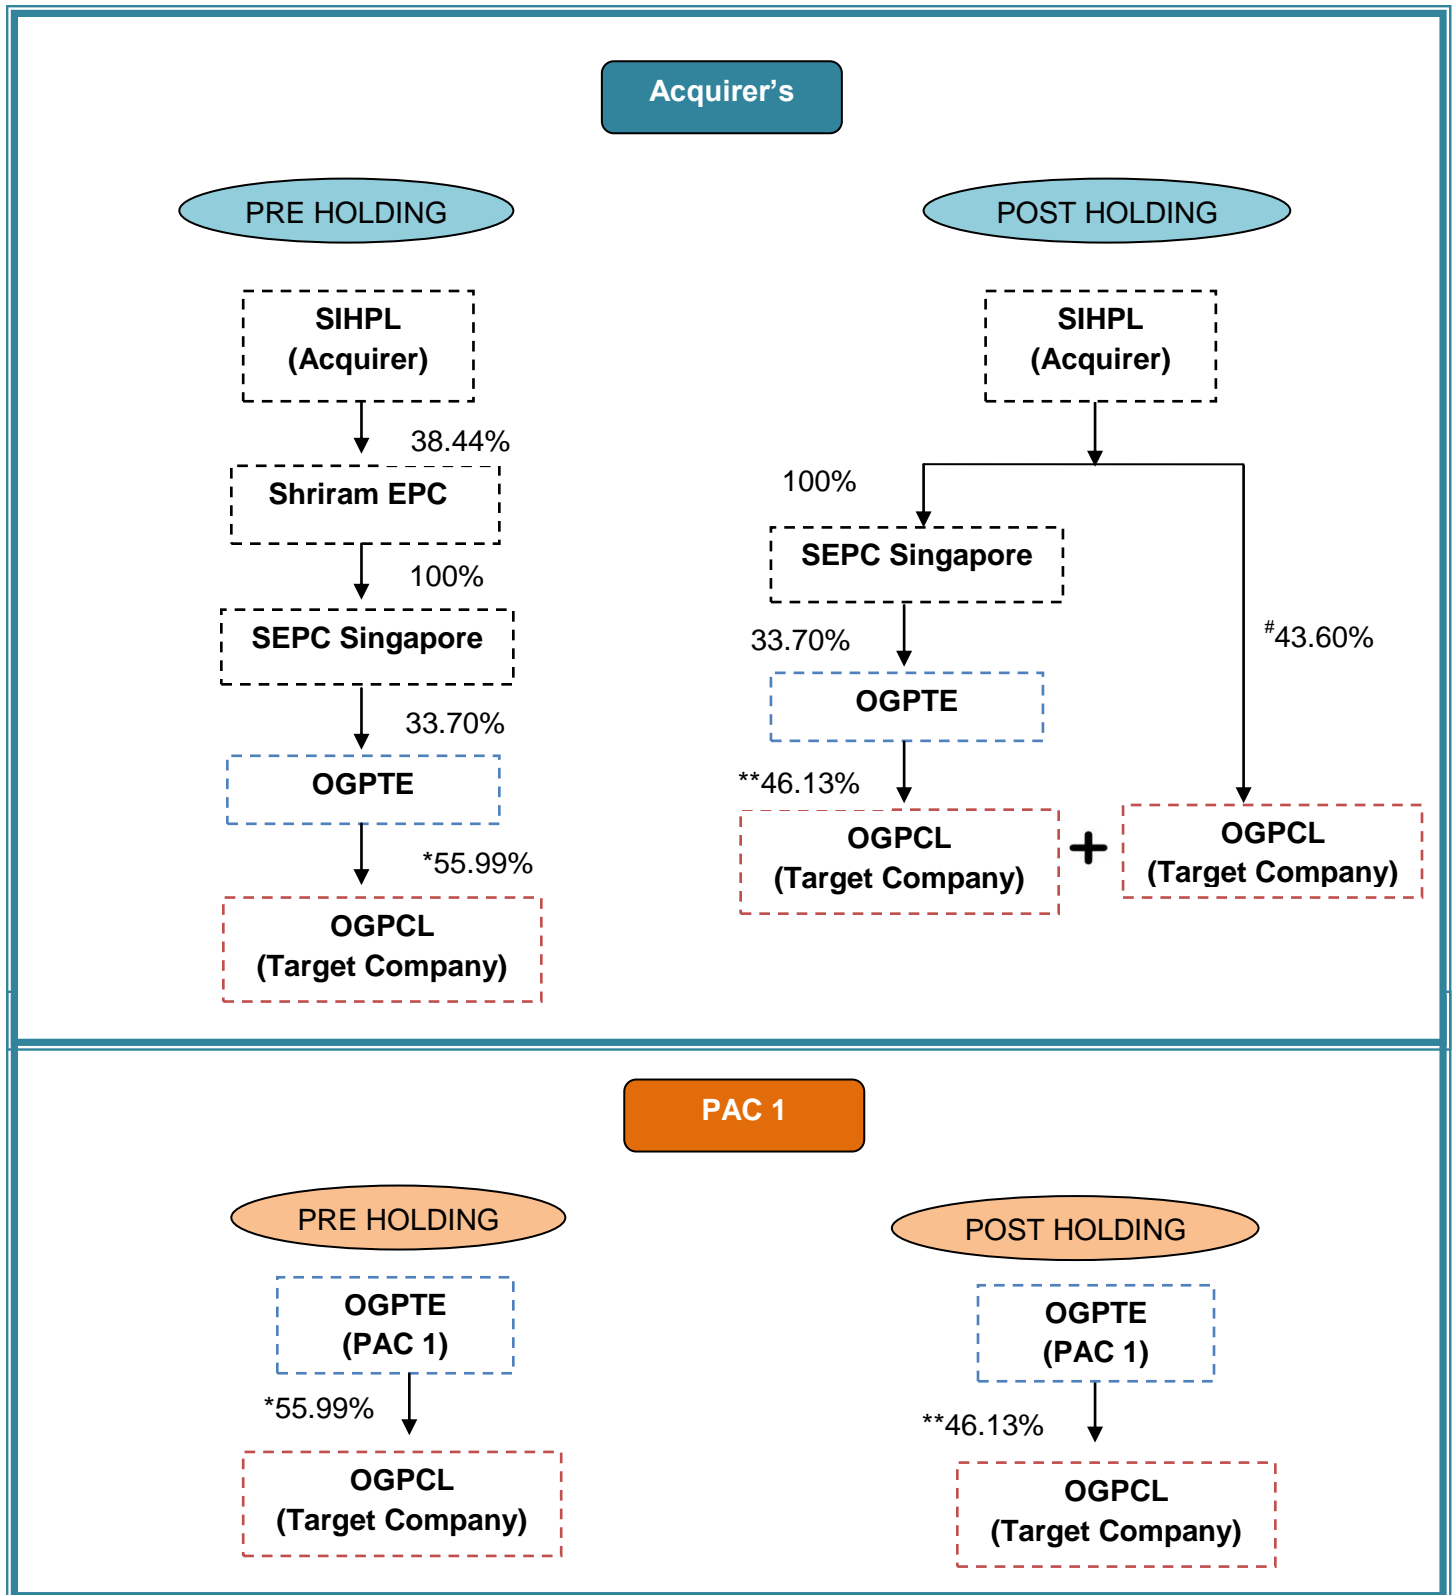 Acquirer’s
PRE HOLDING
SIHPL
(Acquirer)
38.44%
Shriram EPC
100%
SEPC Singapore
33.70%
OGPTE
*55.99%
OGPCL
(Target Company)
POST HOLDING
SIHPL
(Acquirer)
100%
SEPC Singapore
33.70%
#43.60%
OGPTE
**46.13%
OGPCL
(Target Company)
+
OGPCL
(Target Company)
PAC 1
PRE HOLDING
OGPTE
(PAC 1)
*55.99%
OGPCL
(Target Company)
POST HOLDING
OGPTE
(PAC 1)
**46.13%
OGPCL
(Target Company)